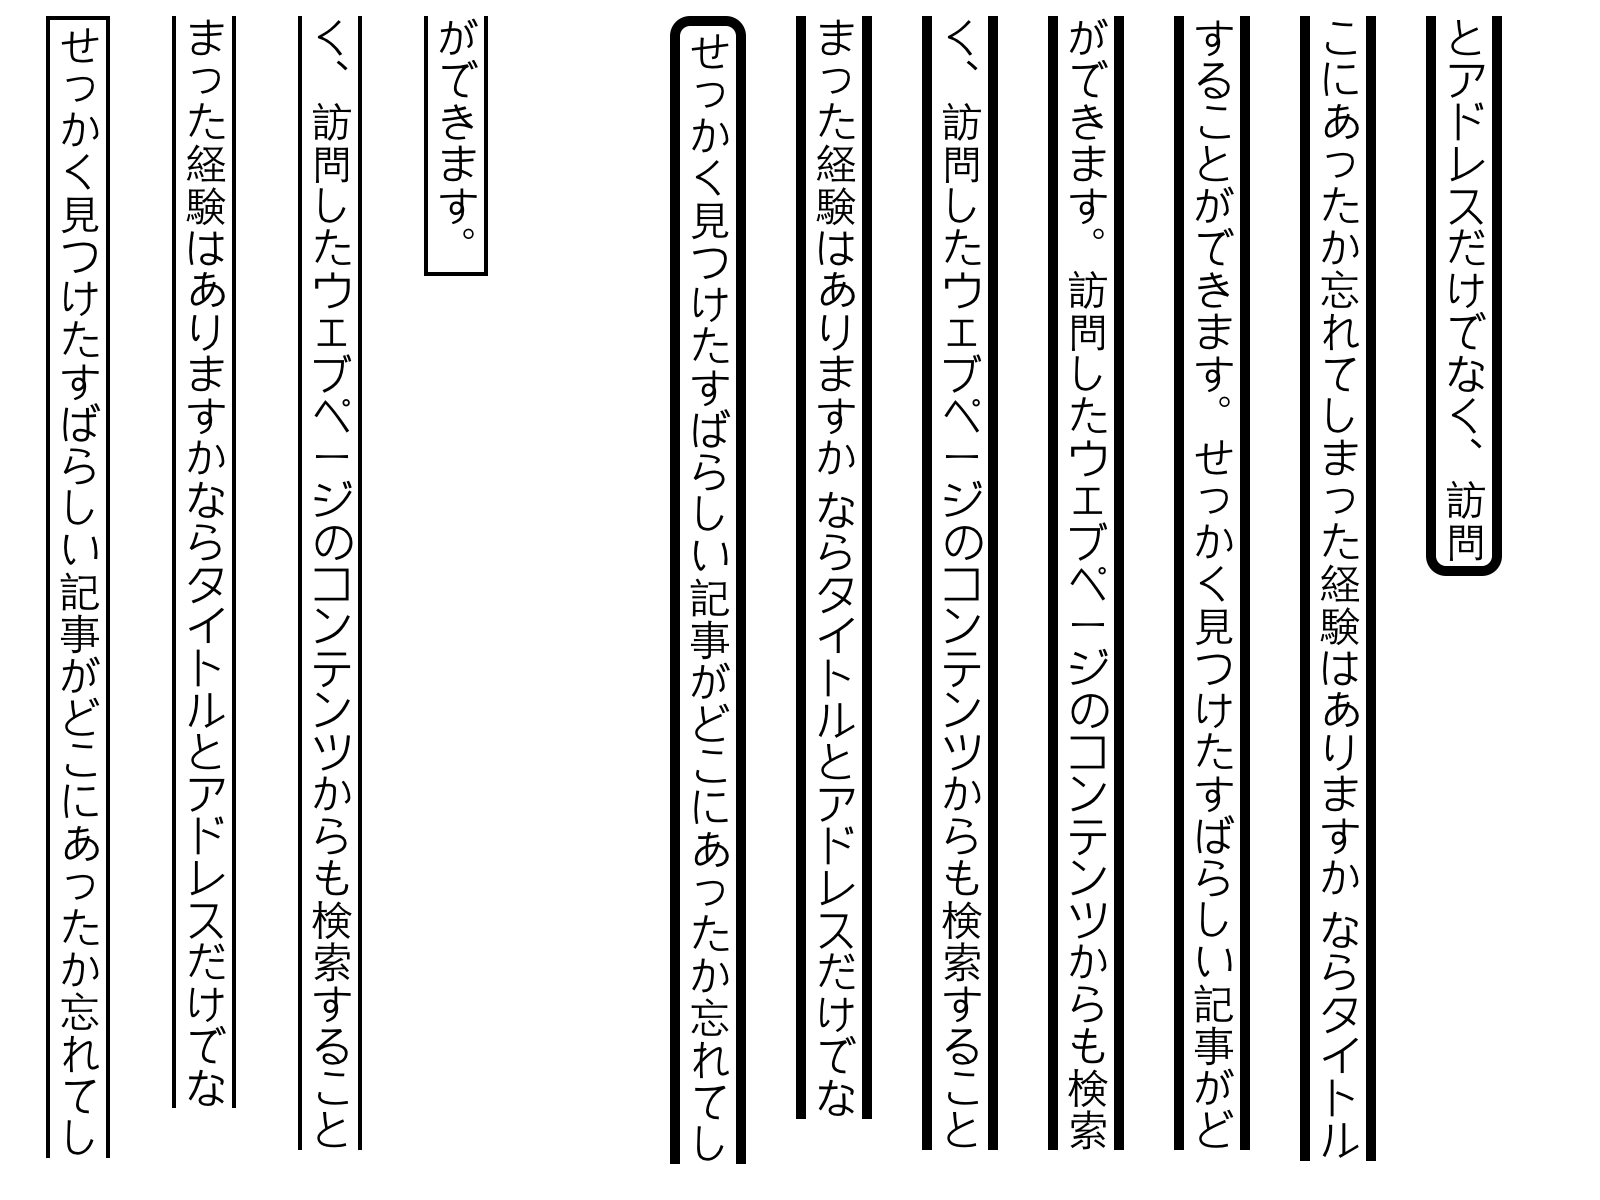 せっかく見つけたすばらしい記事がどこにあったか忘れてし
まった経験はありますかならタイトルとアドレスだけでな
く、訪問したウェブページのコンテンツからも検索すること
ができます。
せっかく見つけたすばらしい記事がどこにあったか忘れてし
まった経験はありますか ならタイトルとアドレスだけでな
く、訪問したウェブページのコンテンツからも検索すること
ができます。訪問したウェブページのコンテンツからも検索
することができます。せっかく見つけたすばらしい記事がど
こにあったか忘れてしまった経験はありますか ならタイトル
とアドレスだけでなく、訪問